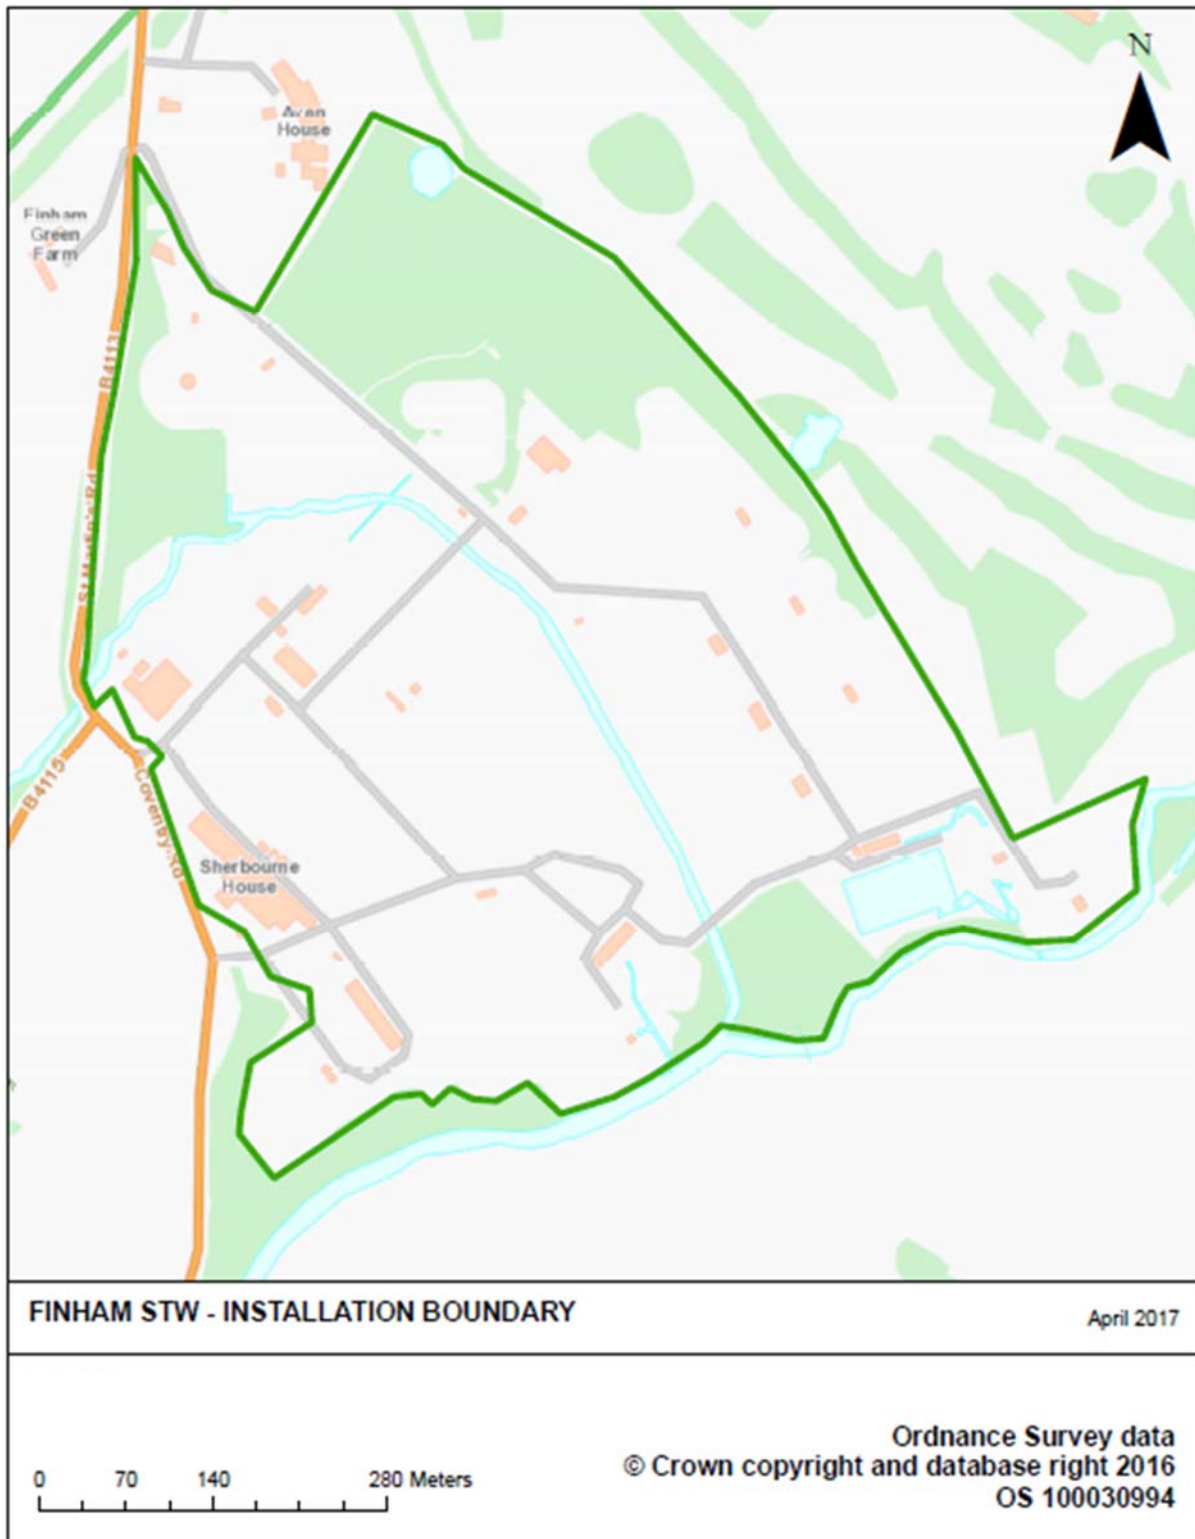 N
Avon
House
Finham
Green
Farm
B4113
St Martin's Rd
B4115
Coventry Rd
Sherbourne
House
FINHAM STW - INSTALLATION BOUNDARY
April 2017
0 70 140 280 Meters
Ordnance Survey data
© Crown copyright and database right 2016
OS 100030994